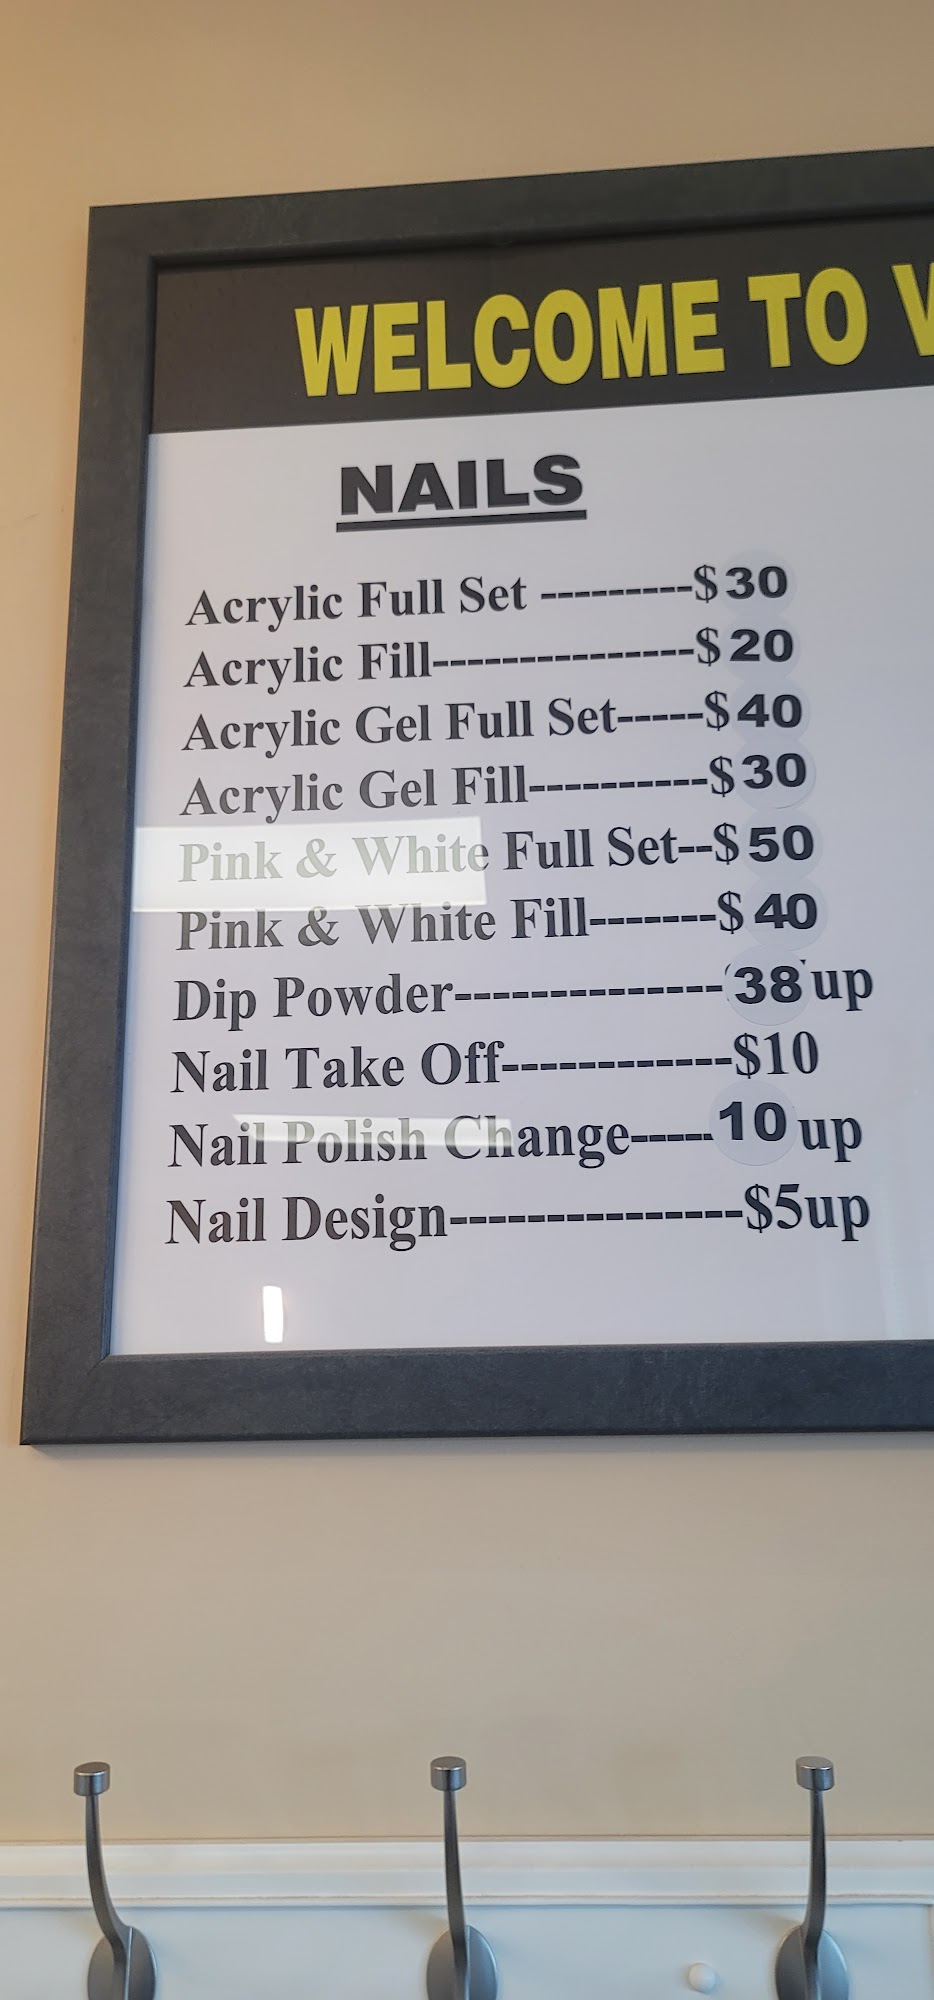 WELCOME TO
NAILS
Acrylic Full Set ---------$30
Acrylic Fill---------------$20
Acrylic Gel Full Set-----$40
Acrylic Gel Fill----------$30
Pink & White Full Set--$50
Pink & White Fill-------$40
Dip Powder--------------38 up
Nail Take Off------------$10
Nail Polish Change-----10 up
Nail Design---------------$5up